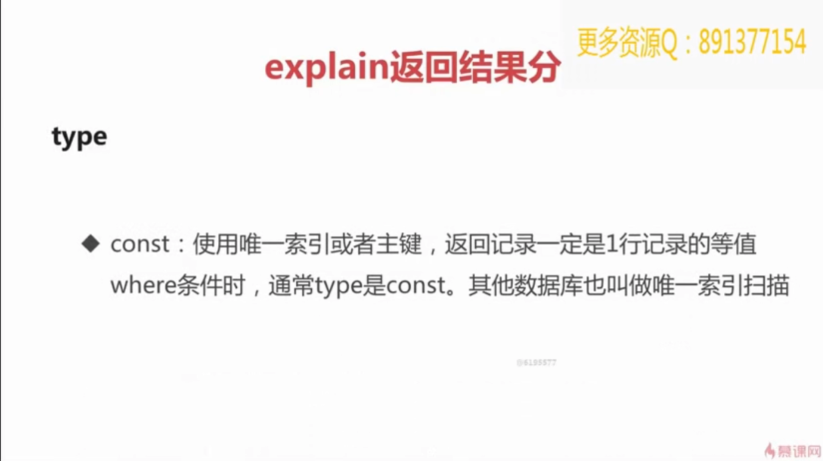 更多资源Q：891377154
explain返回结果分
type
◆ const：使用唯一索引或者主键，返回记录一定是1行记录的等值
where条件时，通常type是const。其他数据库也叫做唯一索引扫描
慕课网